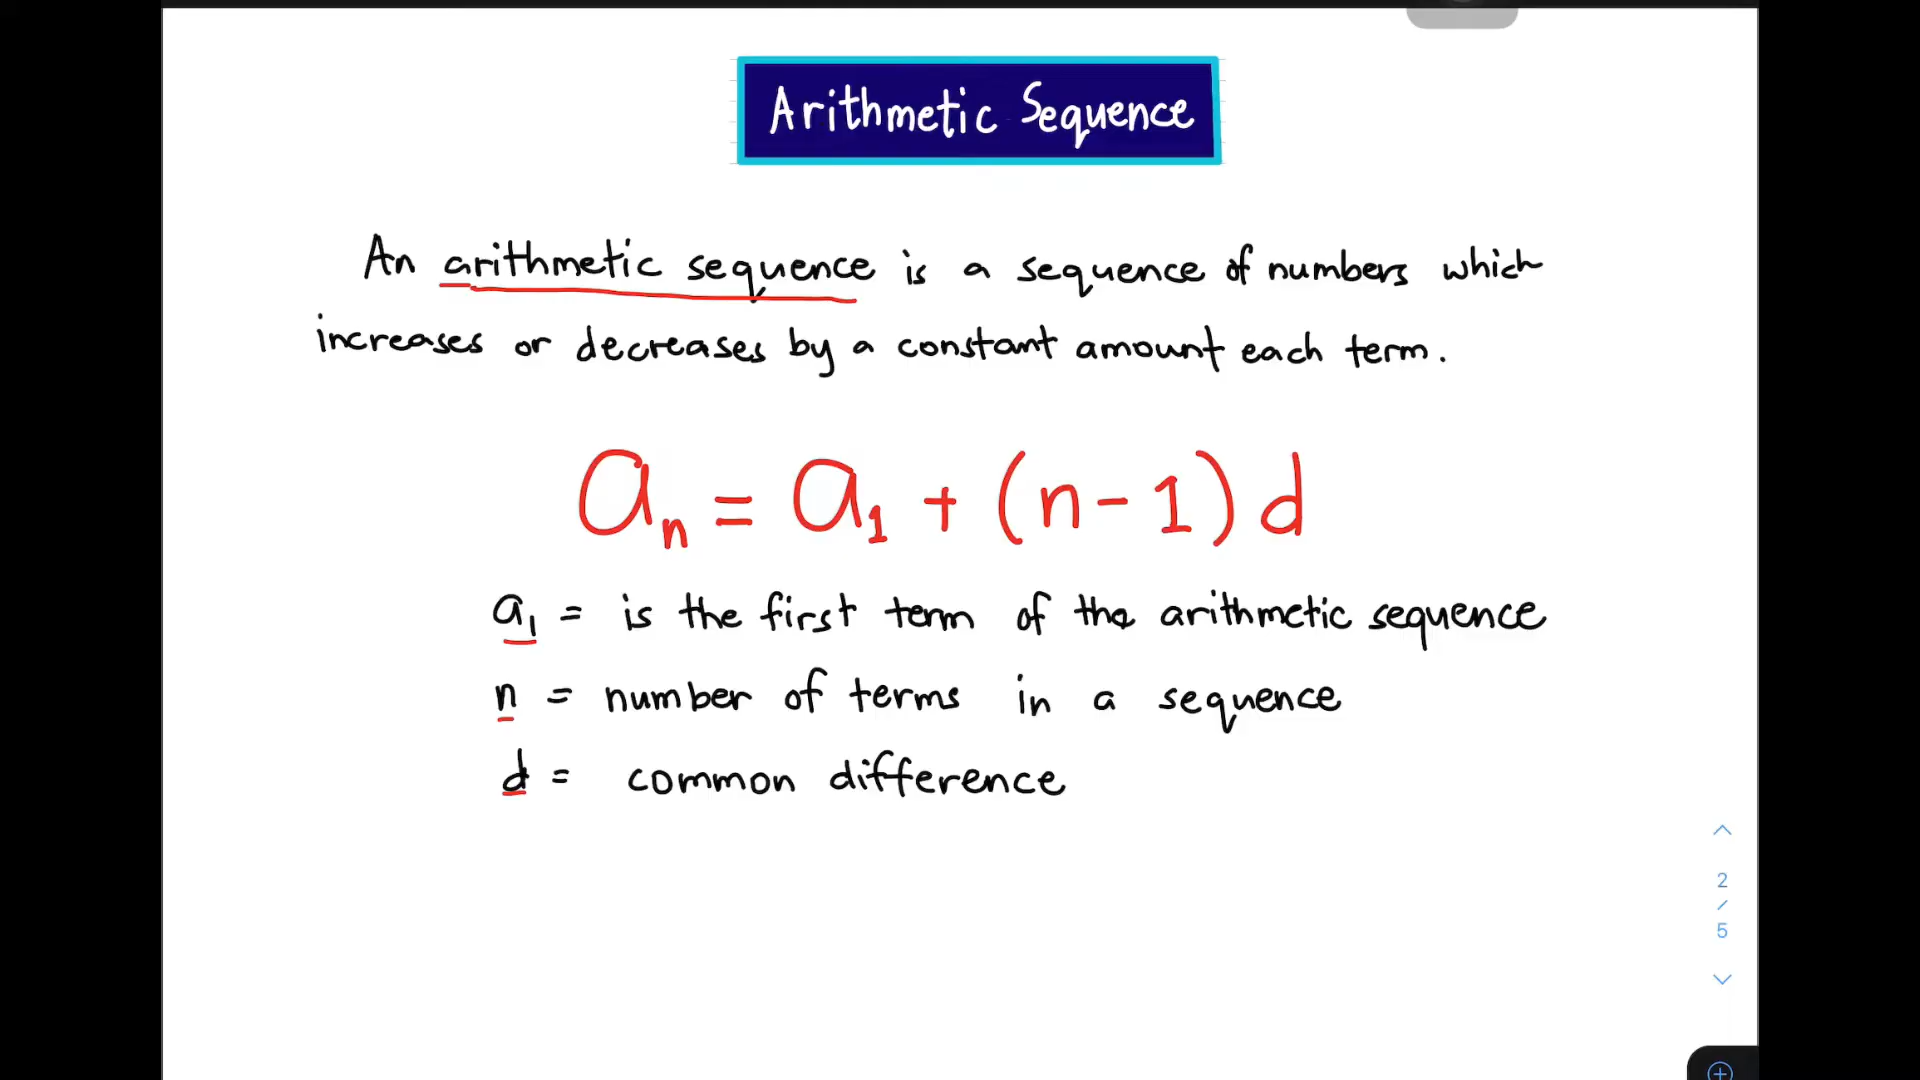 Arithmetic Sequence
An arithmetic sequence is a sequence of numbers which
increases or decreases by a constant amount each term.
aₙ = a₁ + (n-1) d
a₁ = is the first term of the arithmetic sequence
n = number of terms in a sequence
d = common difference
2
/
5